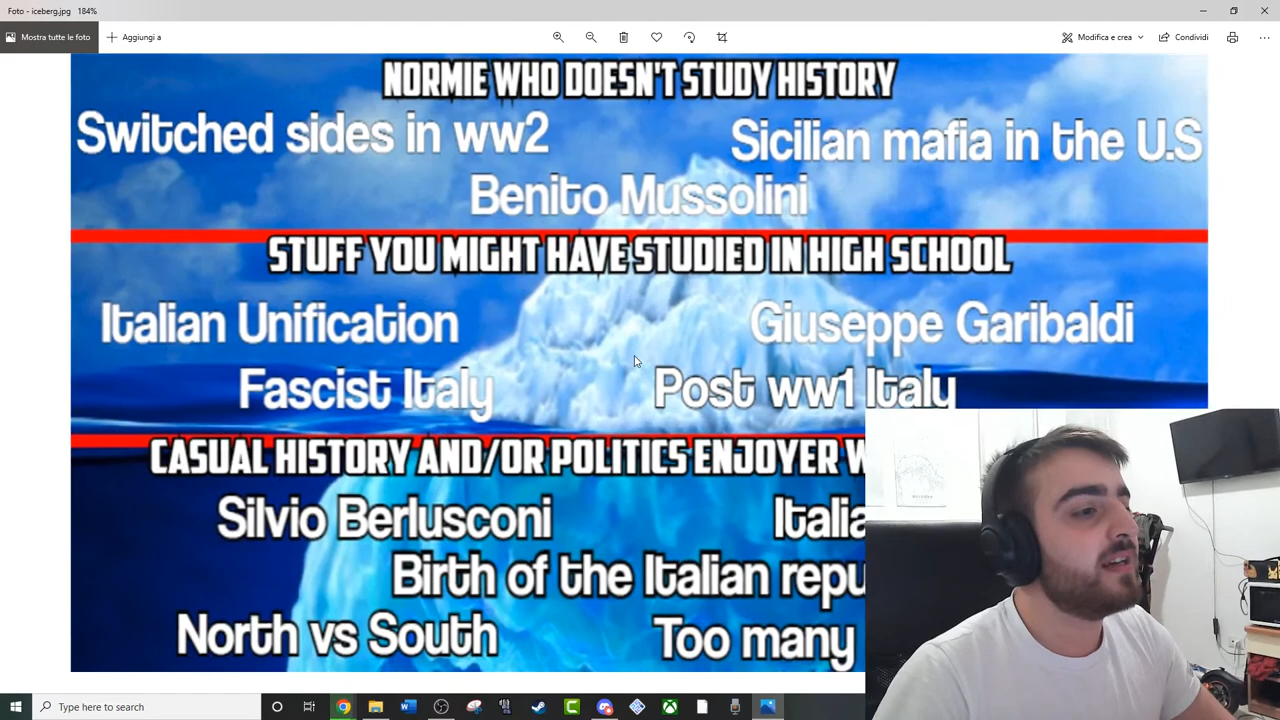 Foto - iceberg.jpg 184%
Mostra tutte le foto
Aggiungi a
Modifica e crea
Condividi
NORMIE WHO DOESN'T STUDY HISTORY
Switched sides in ww2
Sicilian mafia in the U.S
Benito Mussolini
STUFF YOU MIGHT HAVE STUDIED IN HIGH SCHOOL
Italian Unification
Giuseppe Garibaldi
Fascist Italy
Post ww1 Italy
CASUAL HISTORY AND/OR POLITICS ENJOYER W
Silvio Berlusconi
Italia
Birth of the Italian repu
North vs South
Too many
Type here to search